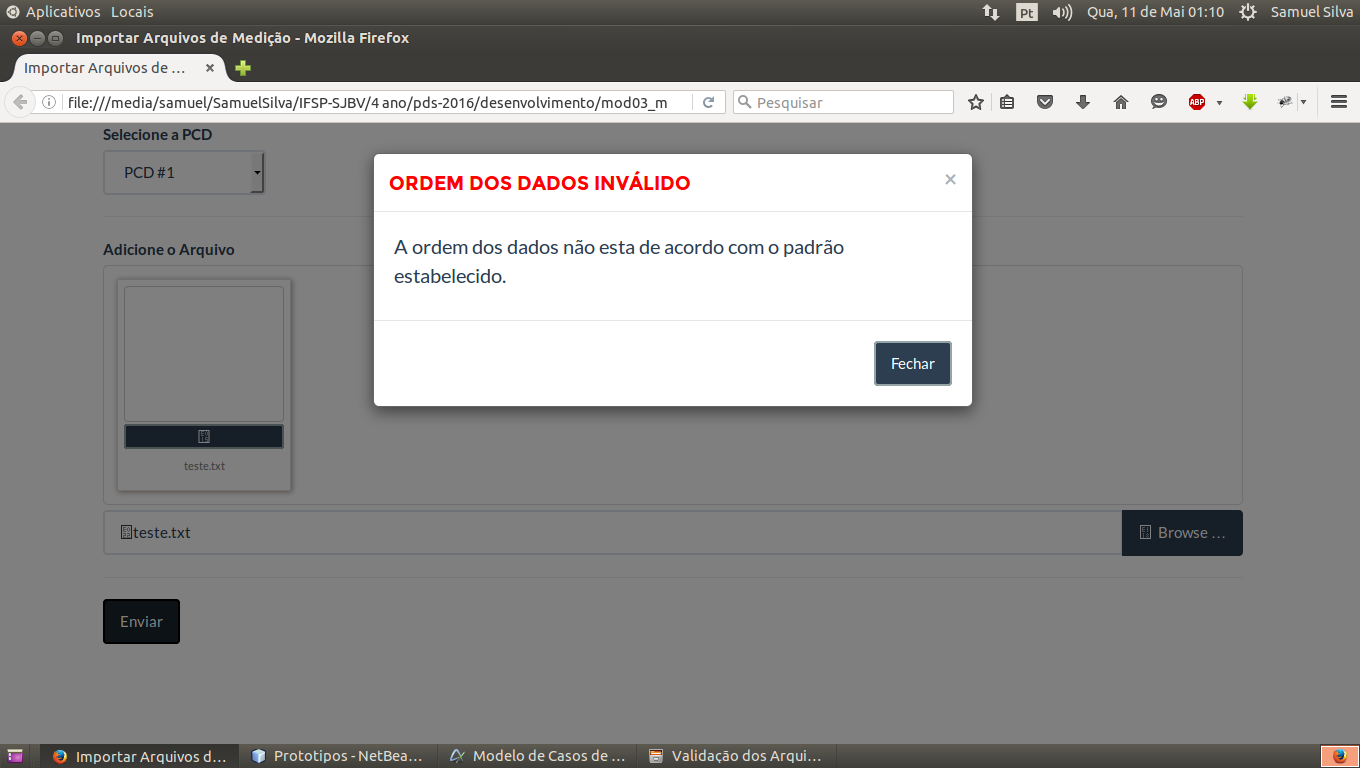 Aplicativos Locais
Pt
Qua, 11 de Mai 01:10
Samuel Silva
Importar Arquivos de Medição - Mozilla Firefox
Importar Arquivos de ...
file:///media/samuel/SamuelSilva/IFSP-SJBV/4 ano/pds-2016/desenvolvimento/mod03_m
Pesquisar
ABP
Selecione a PCD
PCD #1
ORDEM DOS DADOS INVÁLIDO
×
A ordem dos dados não esta de acordo com o padrão
estabelecido.
Fechar
Adicione o Arquivo
teste.txt
teste.txt
Browse ...
Enviar
Importar Arquivos d...
Prototipos - NetBea...
Modelo de Casos de ...
Validação dos Arqui...